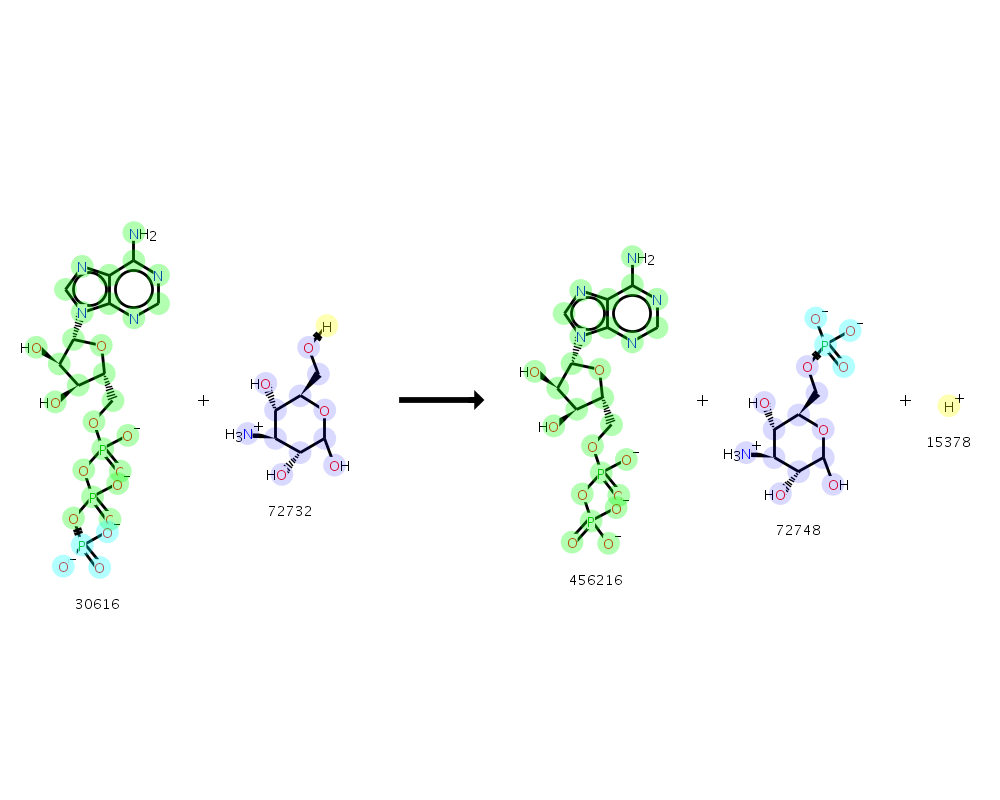 NH2
N N
N N
HO O
HO
O
P O−
O O O−
P
O O O−
P
O− O
30616
+
H
O
HO
O
H3N+
HO OH
72732
NH2
N N
N N
HO O
HO
O
P O−
O O O−
P
O O−
456216
+
O− O−
P
O O
HO
O
H3N+
HO OH
72748
+
H+
15378